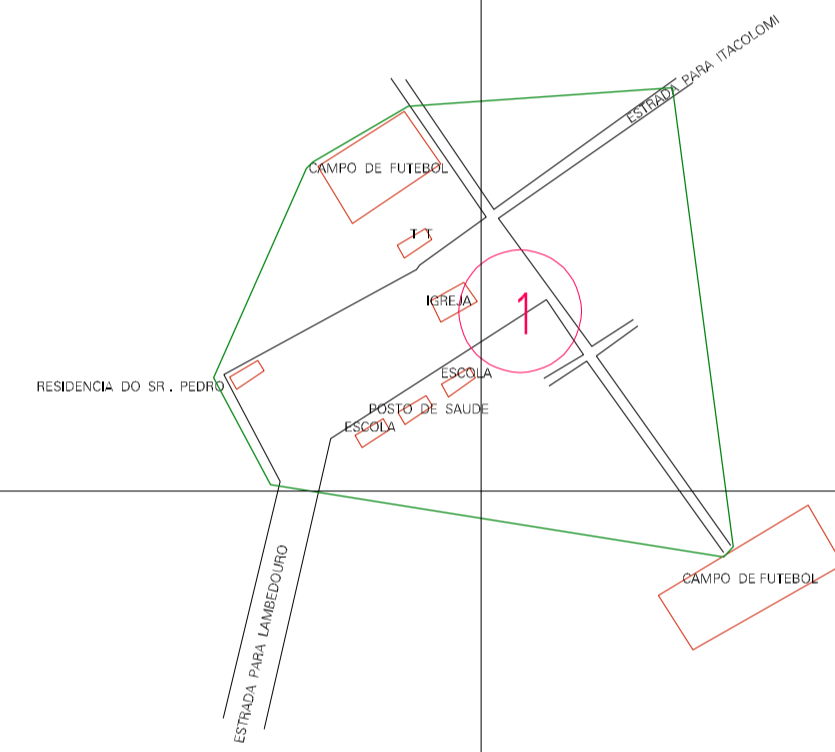 ESTRADA PARA ITACOLOMI
CAMPO DE FUTEBOL
T T
IGREJA
1
ESCOLA
RESIDENCIA DO SR. PEDRO
POSTO DE SAUDE
ESCOLA
CAMPO DE FUTEBOL
ESTRADA PARA LAMBEDOURO